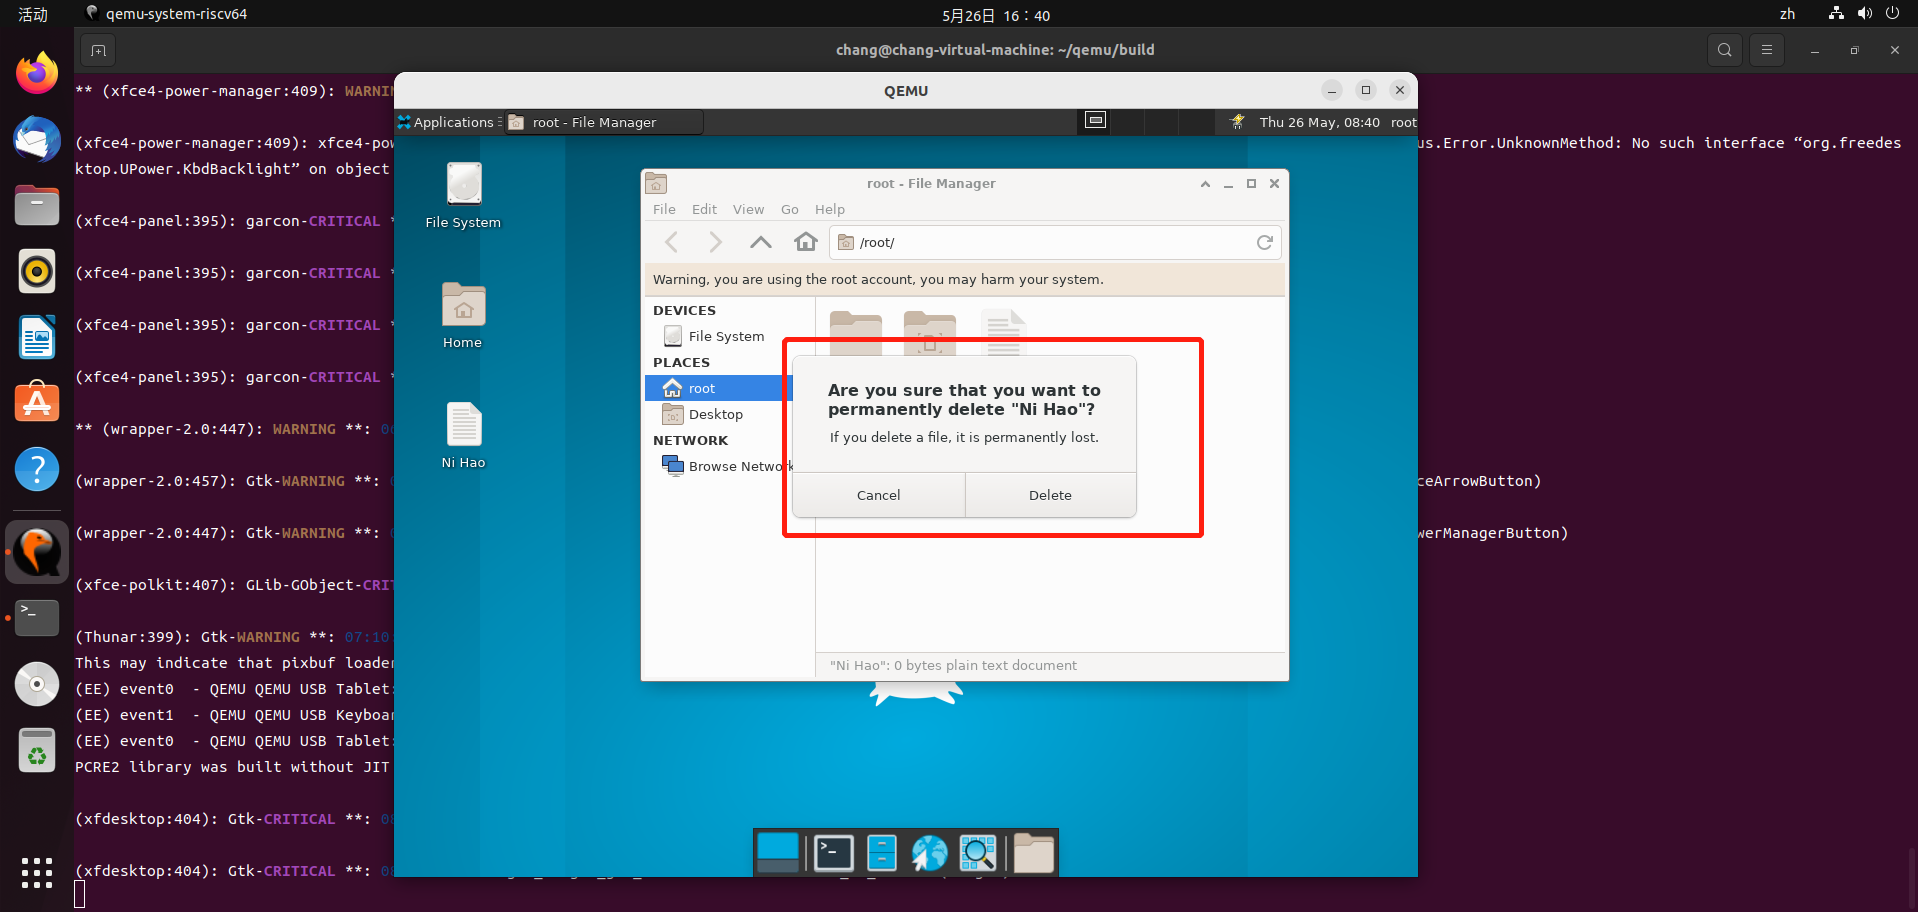 活动
qemu-system-riscv64
5月26日 16：40
zh
chang@chang-virtual-machine: ~/qemu/build
** (xfce4-power-manager:409): WARNIN
(xfce4-power-manager:409): xfce4-pow
us.Error.UnknownMethod: No such interface “org.freedes
ktop.UPower.KbdBacklight” on object
(xfce4-panel:395): garcon-CRITICAL *
(xfce4-panel:395): garcon-CRITICAL *
(xfce4-panel:395): garcon-CRITICAL *
(xfce4-panel:395): garcon-CRITICAL *
** (wrapper-2.0:447): WARNING **:
(wrapper-2.0:457): Gtk-WARNING **:
ceArrowButton)
(wrapper-2.0:447): Gtk-WARNING **:
werManagerButton)
(xfce-polkit:407): GLib-GObject-CRIT
(Thunar:399): Gtk-WARNING **: 07:10:
This may indicate that pixbuf loader
(EE) event0 - QEMU QEMU USB Tablet:
(EE) event1 - QEMU QEMU USB Keyboar
(EE) event0 - QEMU QEMU USB Tablet:
PCRE2 library was built without JIT
(xfdesktop:404): Gtk-CRITICAL **: 08
(xfdesktop:404): Gtk-CRITICAL **: 08
QEMU
Applications
root - File Manager
Thu 26 May, 08:40 root
File System
Home
Ni Hao
root - File Manager
File Edit View Go Help
/root/
Warning, you are using the root account, you may harm your system.
DEVICES
File System
PLACES
root
Desktop
NETWORK
Browse Network
Are you sure that you want to
permanently delete "Ni Hao"?
If you delete a file, it is permanently lost.
Cancel
Delete
"Ni Hao": 0 bytes plain text document